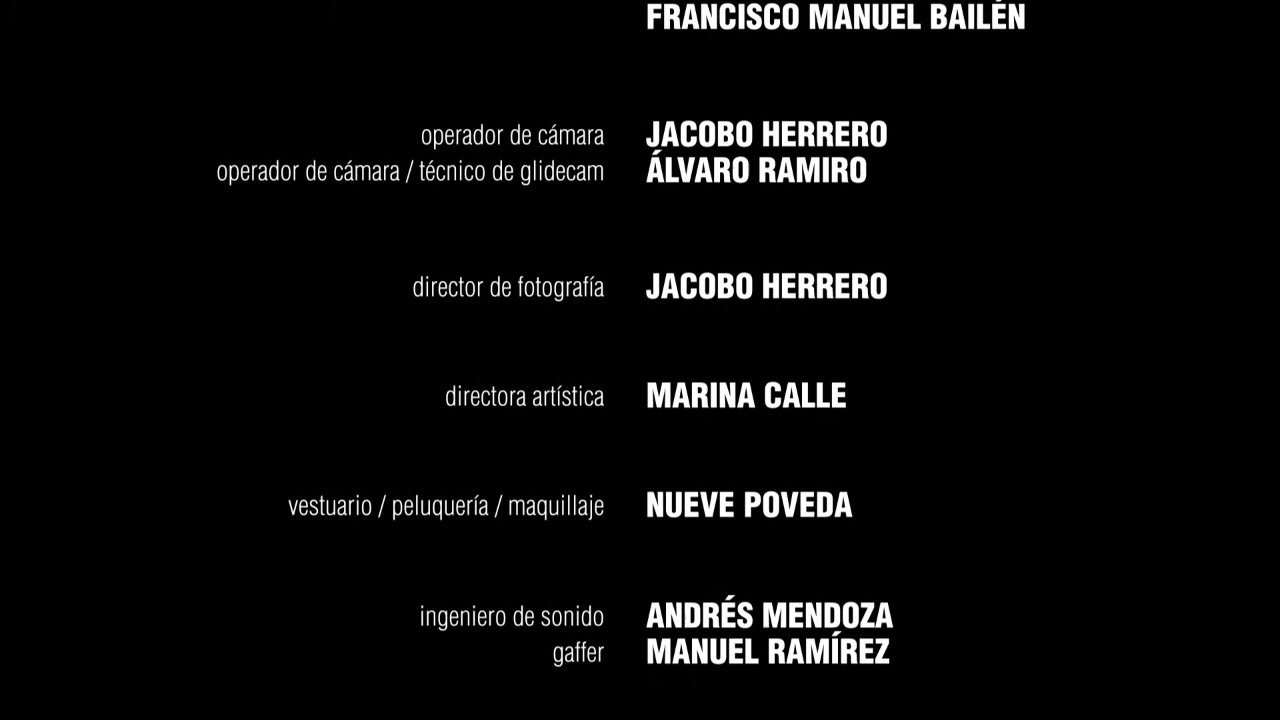 FRANCISCO MANUEL BAILÉN
operador de cámara JACOBO HERRERO
operador de cámara / técnico de glidecam ÁLVARO RAMIRO
director de fotografía JACOBO HERRERO
directora artística MARINA CALLE
vestuario / peluquería / maquillaje NUEVE POVEDA
ingeniero de sonido ANDRÉS MENDOZA
gaffer MANUEL RAMÍREZ